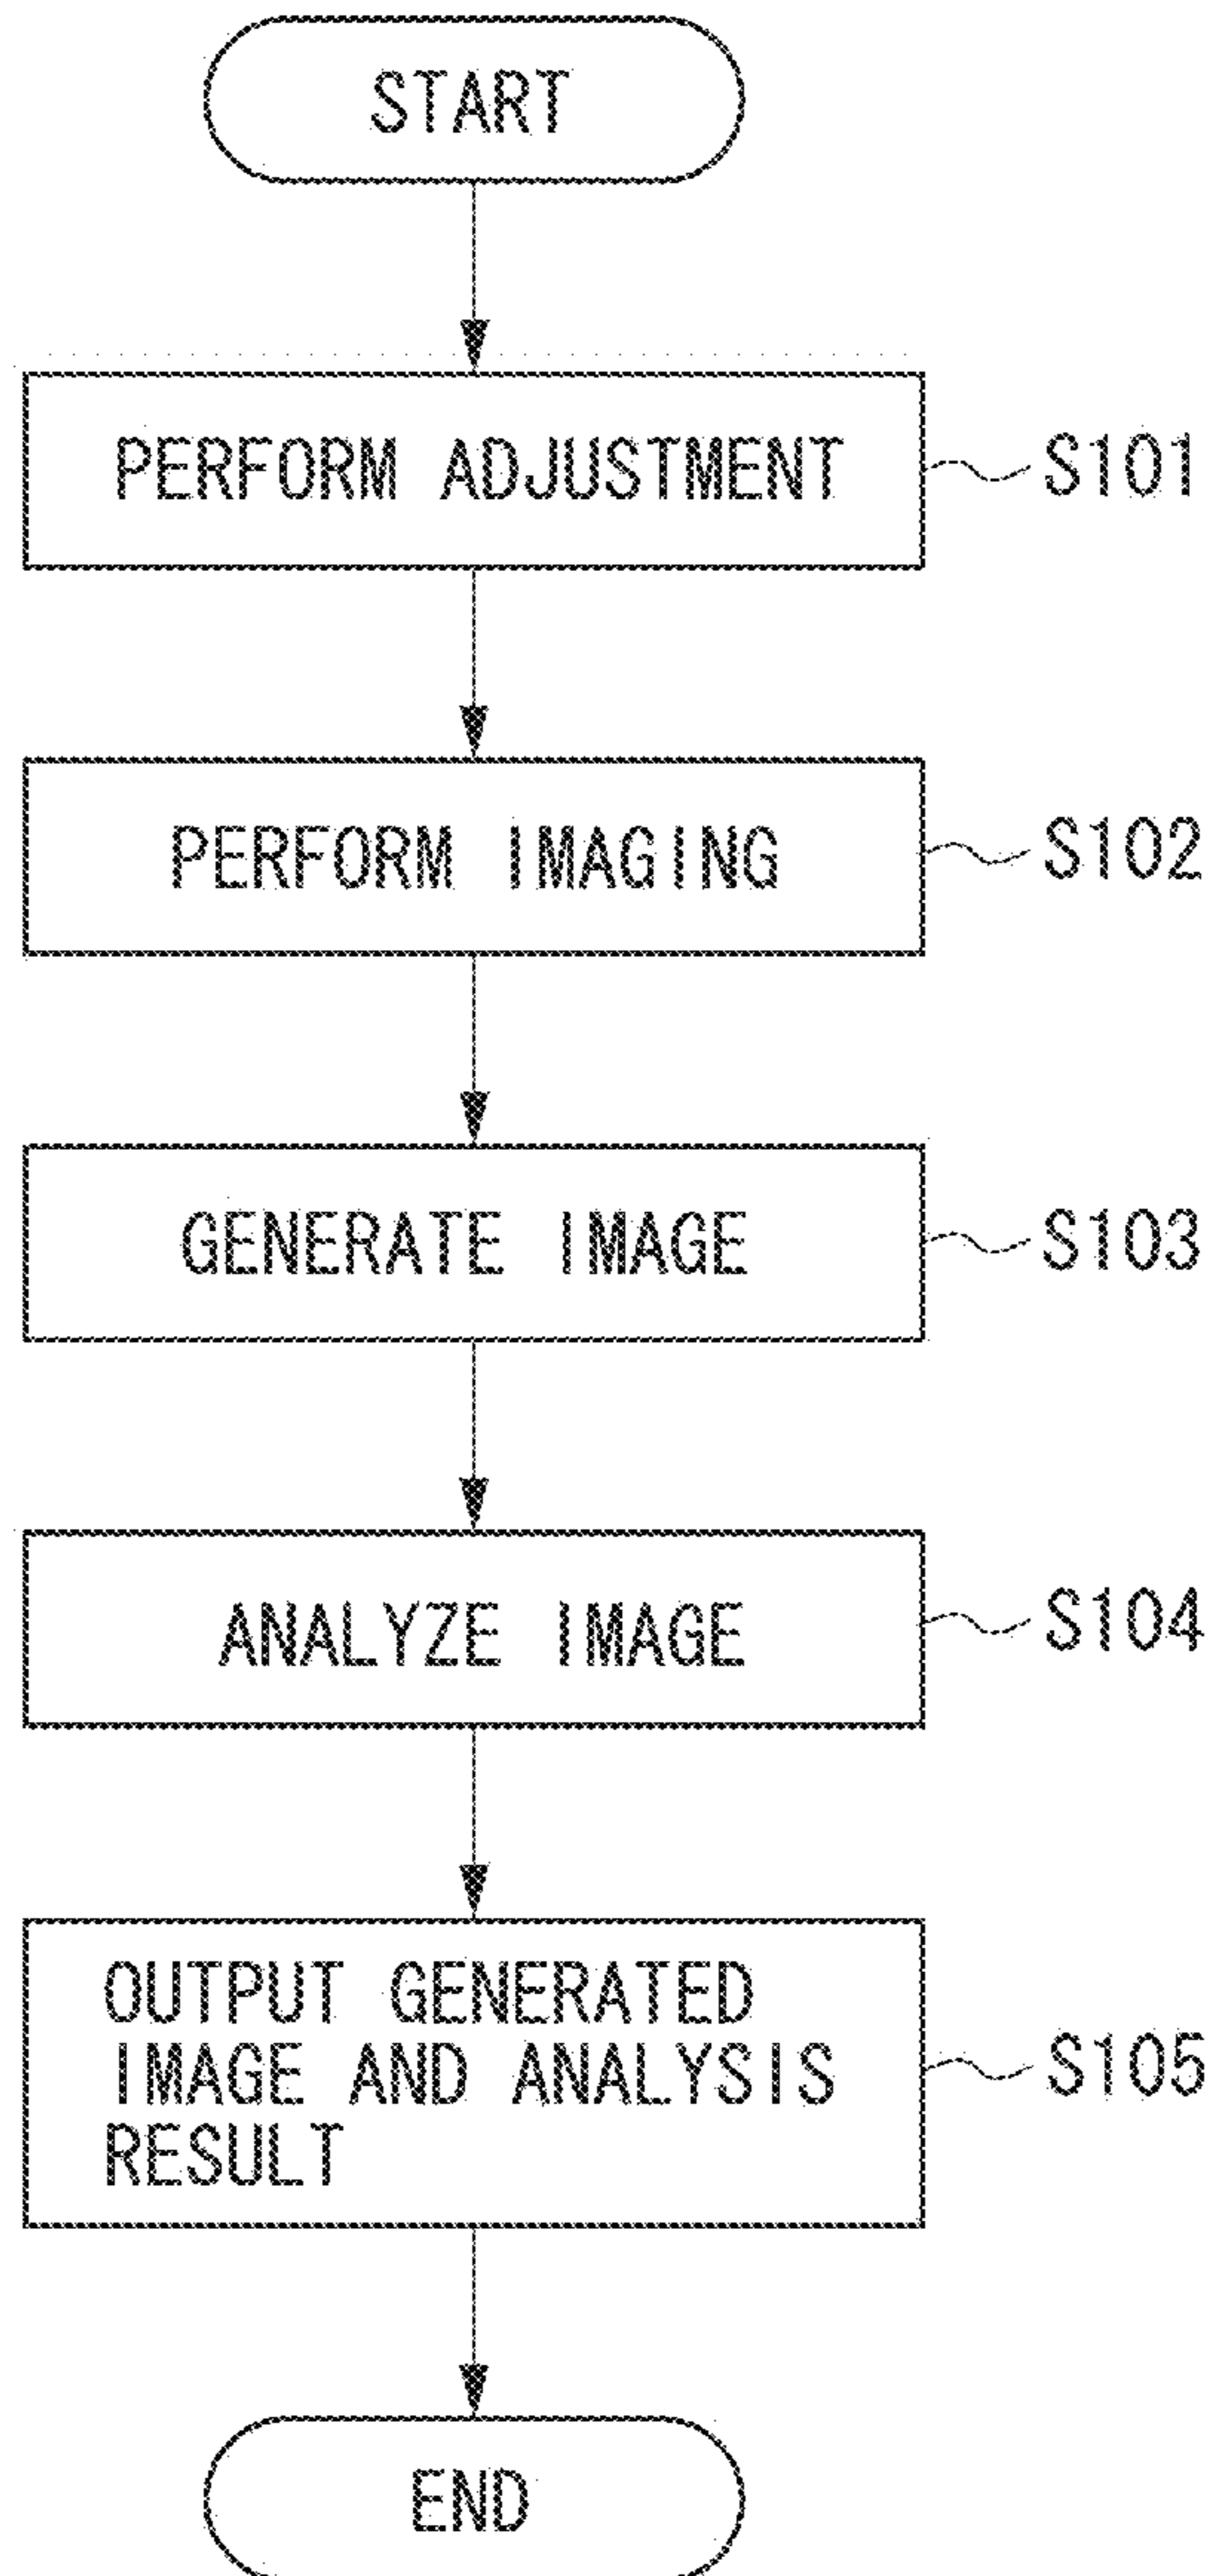 START
PERFORM ADJUSTMENT
S101
PERFORM IMAGING
S102
GENERATE IMAGE
S103
ANALYZE IMAGE
S104
OUTPUT GENERATED
IMAGE AND ANALYSIS
RESULT
S105
END